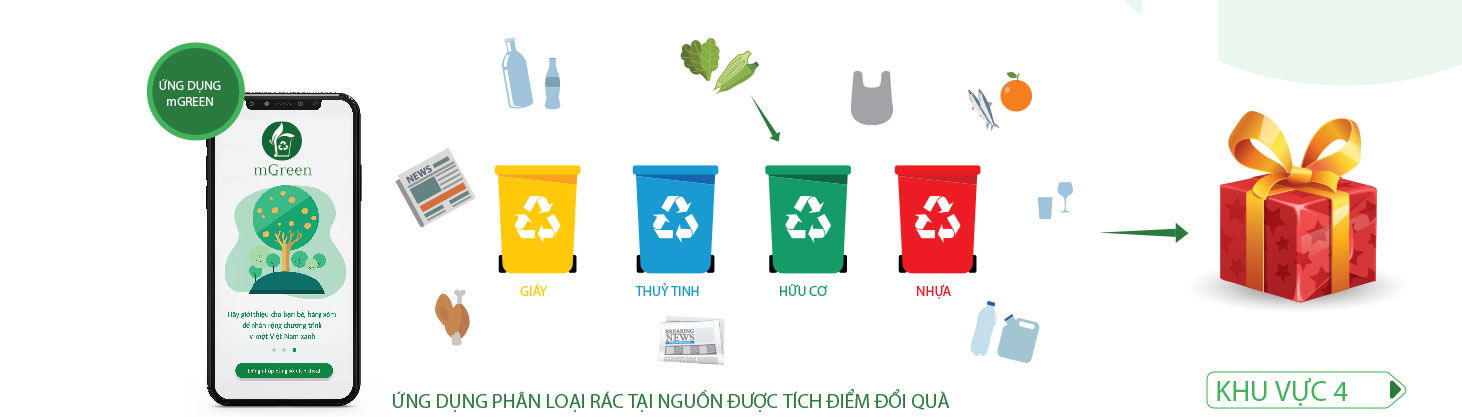 ỨNG DỤNG
mGREEN
mGreen
Hãy giới thiệu cho bạn bè, hàng xóm
để nhân rộng chương trình
vì một Việt Nam xanh
NEWS
GIẤY
THUỶ TINH
HỮU CƠ
NHỰA
BREAKING
NEWS
ỨNG DỤNG PHÂN LOẠI RÁC TẠI NGUỒN ĐƯỢC TÍCH ĐIỂM ĐỔI QUÀ
KHU VỰC 4